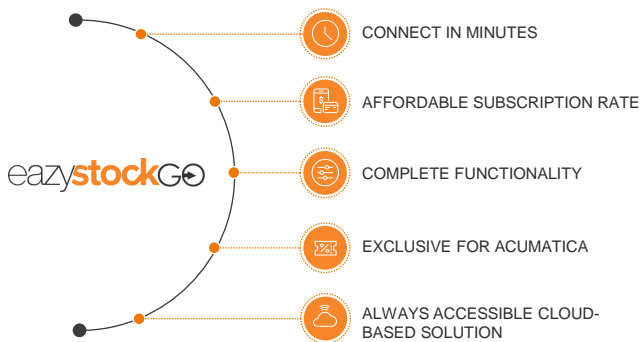 CONNECT IN MINUTES
AFFORDABLE SUBSCRIPTION RATE
eazystockGO
COMPLETE FUNCTIONALITY
EXCLUSIVE FOR ACUMATICA
ALWAYS ACCESSIBLE CLOUD-
BASED SOLUTION